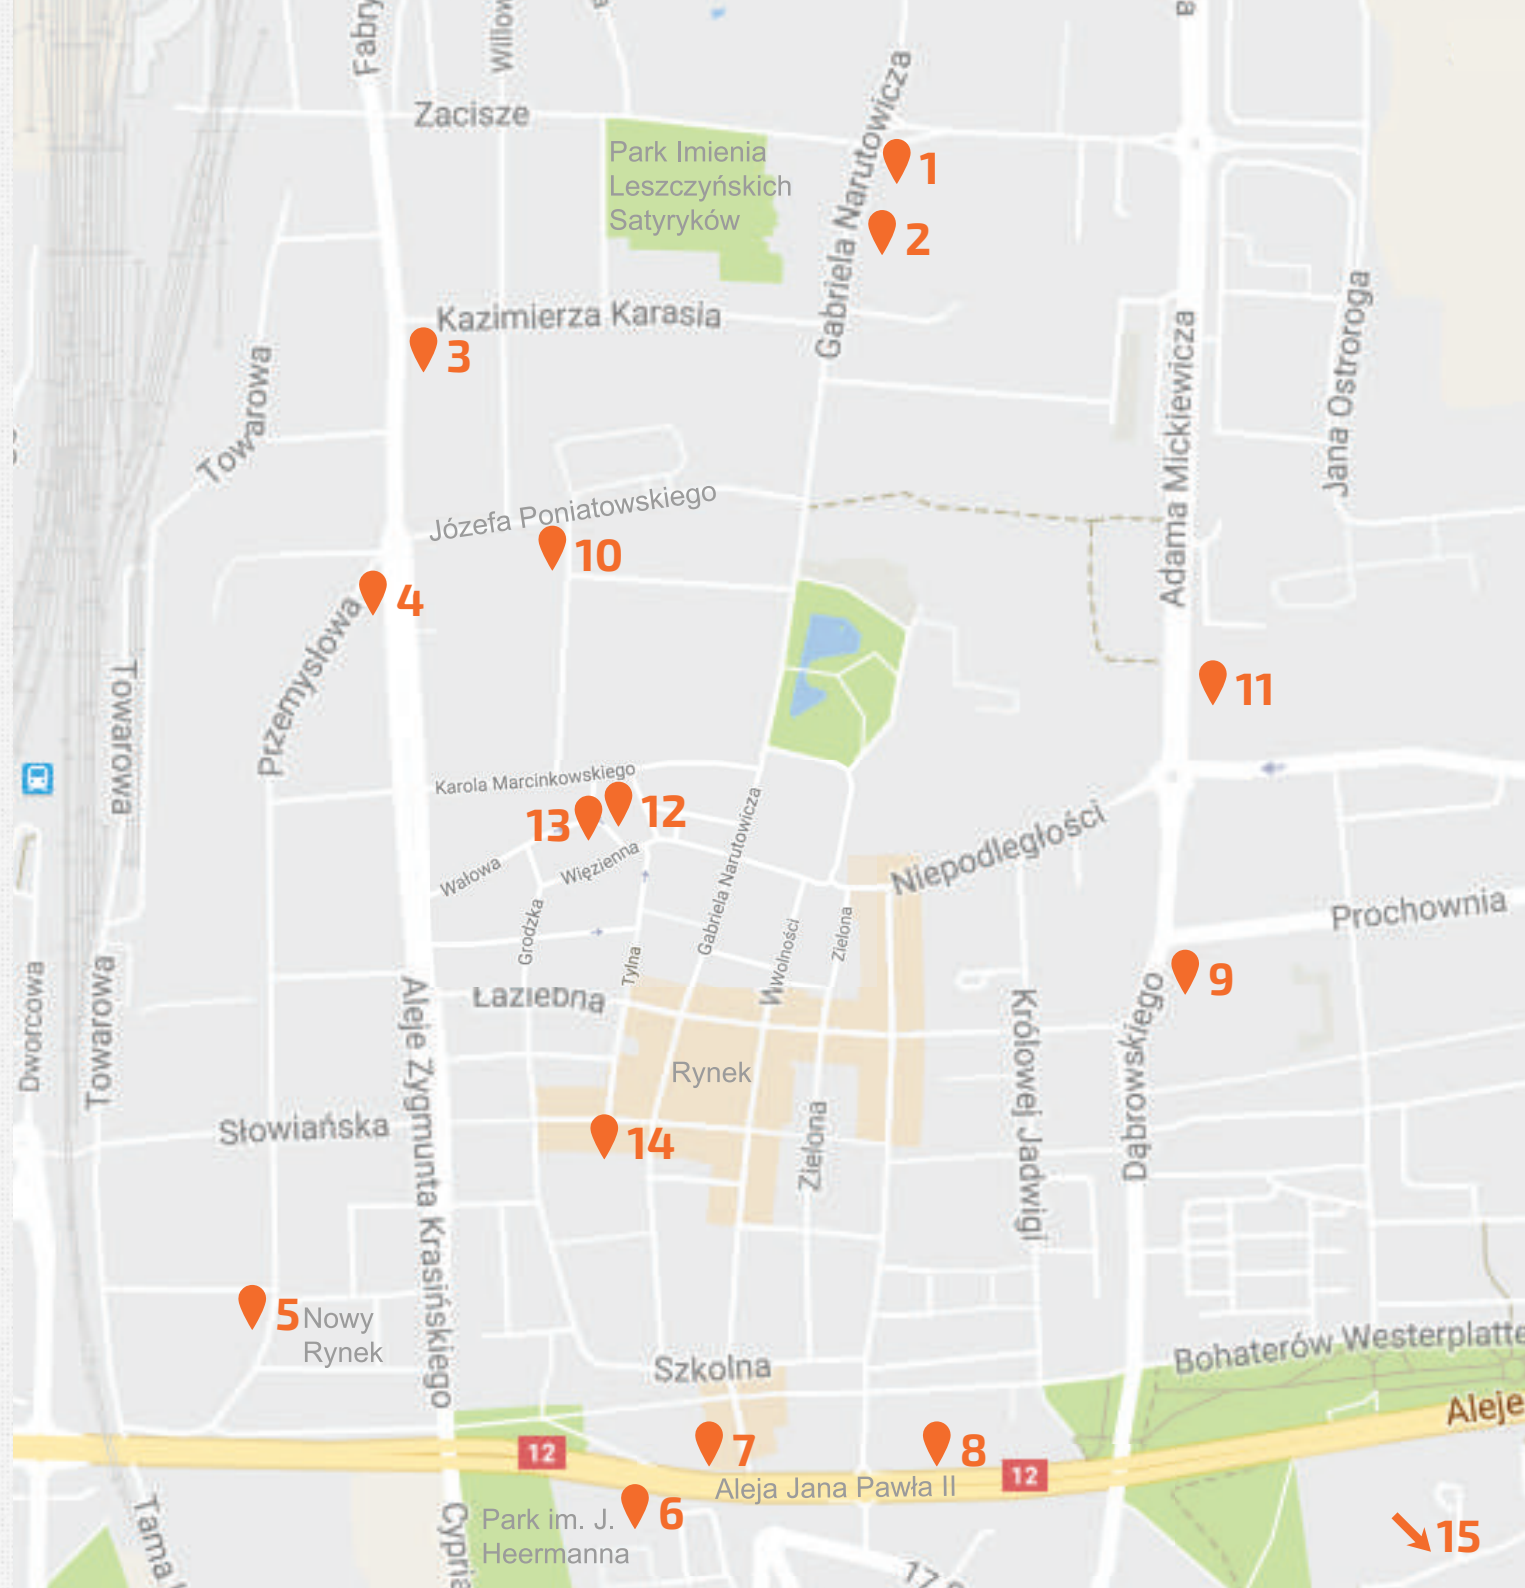 Fabry
Willow
a
a
Zacisze
Park Imienia
Leszczyńskich
Satyryków
Gabriela Narutowicza
1
2
Kazimierza Karasia
3
Towarowa
Adama Mickiewicza
Jana Ostroroga
Józefa Poniatowskiego
10
4
Przemysłowa
Towarowa
11
Karola Marcinkowskiego
13
12
Wałowa
Więzienna
Gabriela Narutowicza
Niepodległości
Prochownia
Grodzka
Tylna
Wolności
Zielona
9
Dworcowa
Towarowa
Aleje Zygmunta Krasińskiego
Łaziebna
W
Królowej Jadwigi
Dąbrowskiego
Rynek
Słowiańska
14
Zielona
5
Nowy
Rynek
Szkolna
Bohaterów Westerplatte
Aleje
12
7
8
12
Aleja Jana Pawła II
6
Park im. J.
Heermanna
Tama
Cypria
15